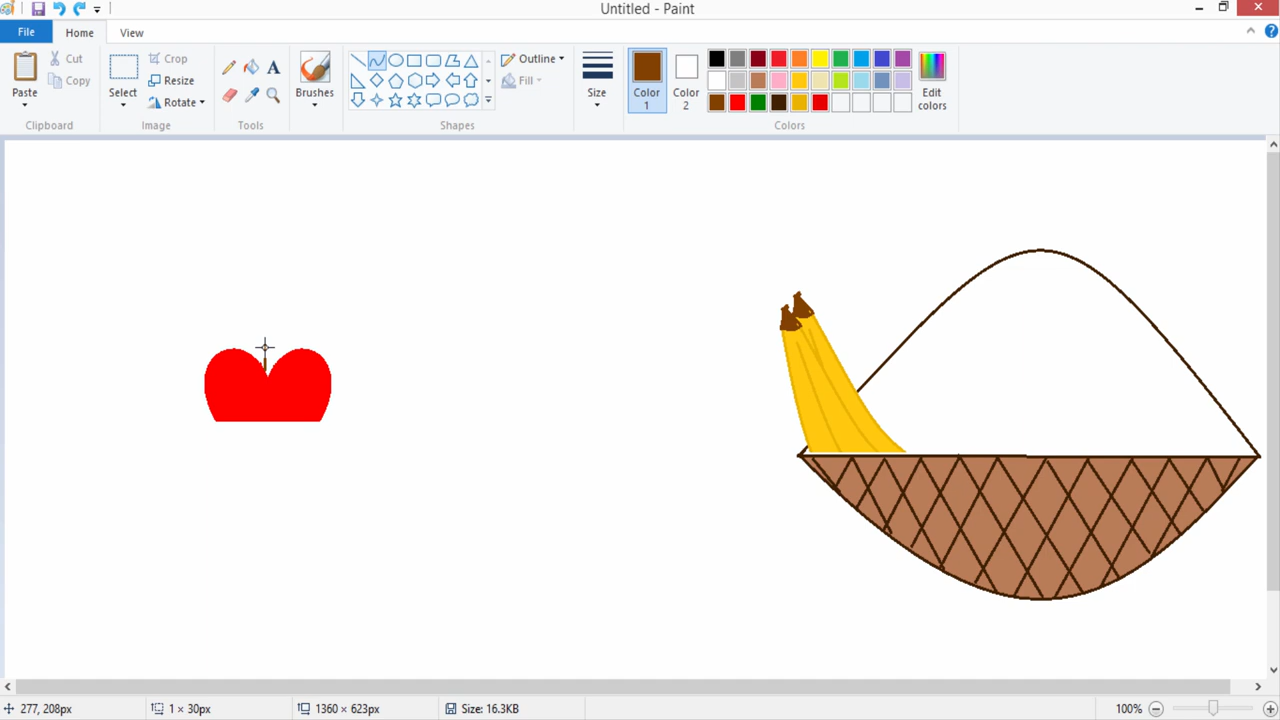 Untitled - Paint
File
Home
View
Paste
Cut
Copy
Clipboard
Select
Crop
Resize
Rotate
Image
A
Tools
Brushes
Outline
Fill
Shapes
Size
Color
1
Color
2
Edit
colors
Colors
277, 208px
1 × 30px
1360 × 623px
Size: 16.3KB
100%